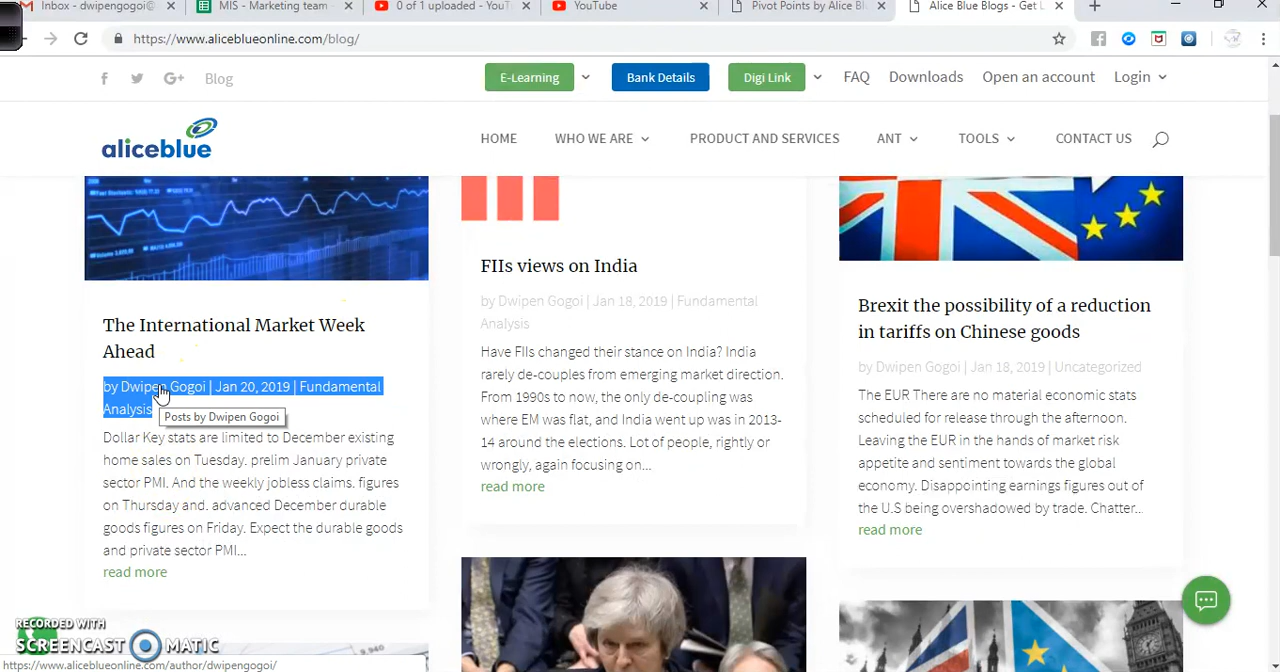 Inbox - dwipengogoi@
MIS - Marketing team -
0 of 1 uploaded - YouT
YouTube
Pivot Points by Alice Bl
Alice Blue Blogs - Get L
https://www.aliceblueonline.com/blog/
Blog
E-Learning
Bank Details
Digi Link
FAQ
Downloads
Open an account
Login
aliceblue
HOME
WHO WE ARE
PRODUCT AND SERVICES
ANT
TOOLS
CONTACT US
The International Market Week
Ahead
by Dwipen Gogoi | Jan 20, 2019 | Fundamental
Analysis
Posts by Dwipen Gogoi
Dollar Key stats are limited to December existing
home sales on Tuesday. prelim January private
sector PMI. And the weekly jobless claims. figures
on Thursday and. advanced December durable
goods figures on Friday. Expect the durable goods
and private sector PMI...
read more
FIIs views on India
by Dwipen Gogoi | Jan 18, 2019 | Fundamental
Analysis
Have FIIs changed their stance on India? India
rarely de-couples from emerging market direction.
From 1990s to now, the only de-coupling was
where EM was flat, and India went up was in 2013-
14 around the elections. Lot of people, rightly or
wrongly, again focusing on...
read more
Brexit the possibility of a reduction
in tariffs on Chinese goods
by Dwipen Gogoi | Jan 18, 2019 | Uncategorized
The EUR There are no material economic stats
scheduled for release through the afternoon.
Leaving the EUR in the hands of market risk
appetite and sentiment towards the global
economy. Disappointing earnings figures out of
the U.S being overshadowed by trade. Chatter...
read more
RECORDED WITH
SCREENCAST MATIC
9,940
https://www.aliceblueonline.com/author/dwipengogoi/